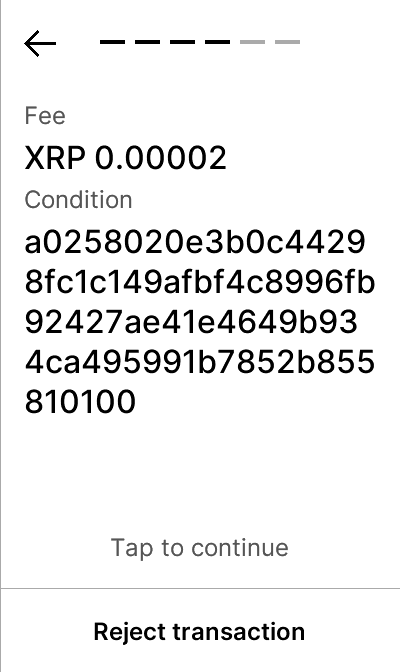 Fee
XRP 0.00002
Condition
a0258020e3b0c4429
8fc1c149afbf4c8996fb
92427ae41e4649b93
4ca495991b7852b855
810100
Tap to continue
Reject transaction